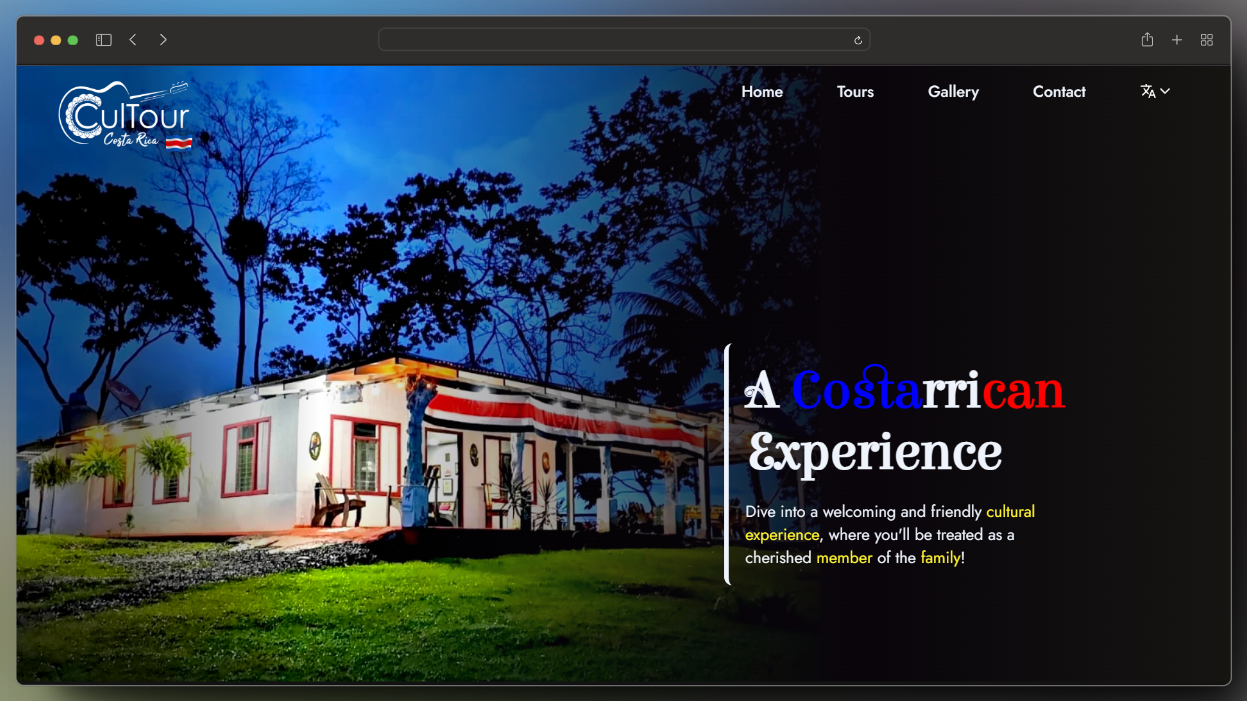 CulTour
Costa Rica
Home Tours Gallery Contact
A Costarrican
Experience
Dive into a welcoming and friendly cultural
experience, where you'll be treated as a
cherished member of the family!